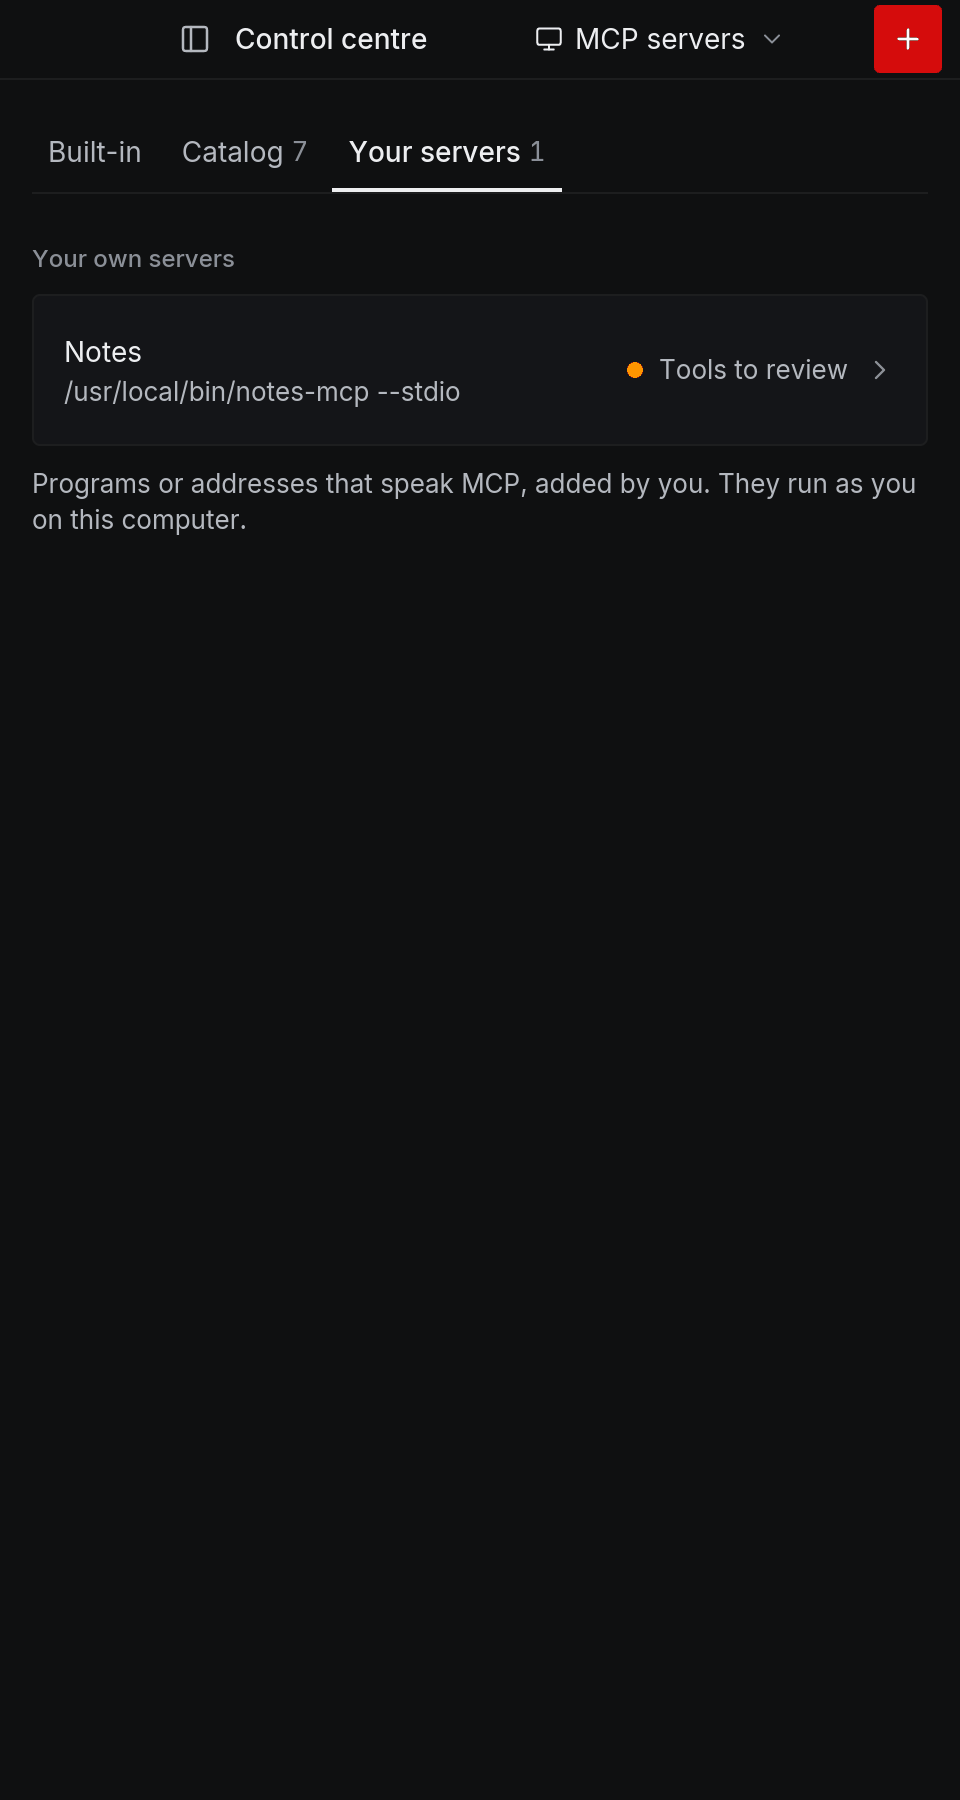 Control centre
MCP servers
Built-in
Catalog 7
Your servers 1
Your own servers
Notes
/usr/local/bin/notes-mcp --stdio
Tools to review
Programs or addresses that speak MCP, added by you. They run as you
on this computer.